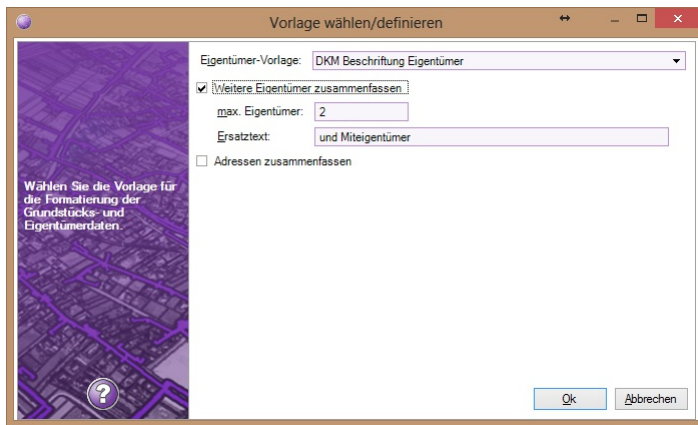 Vorlage wählen/definieren
Eigentümer-Vorlage: DKM Beschriftung Eigentümer
Weitere Eigentümer zusammenfassen
max. Eigentümer: 2
Ersatztext: und Miteigentümer
Adressen zusammenfassen
Wählen Sie die Vorlage für
die Formatierung der
Grundstücks- und
Eigentümerdaten.
?
Ok Abbrechen